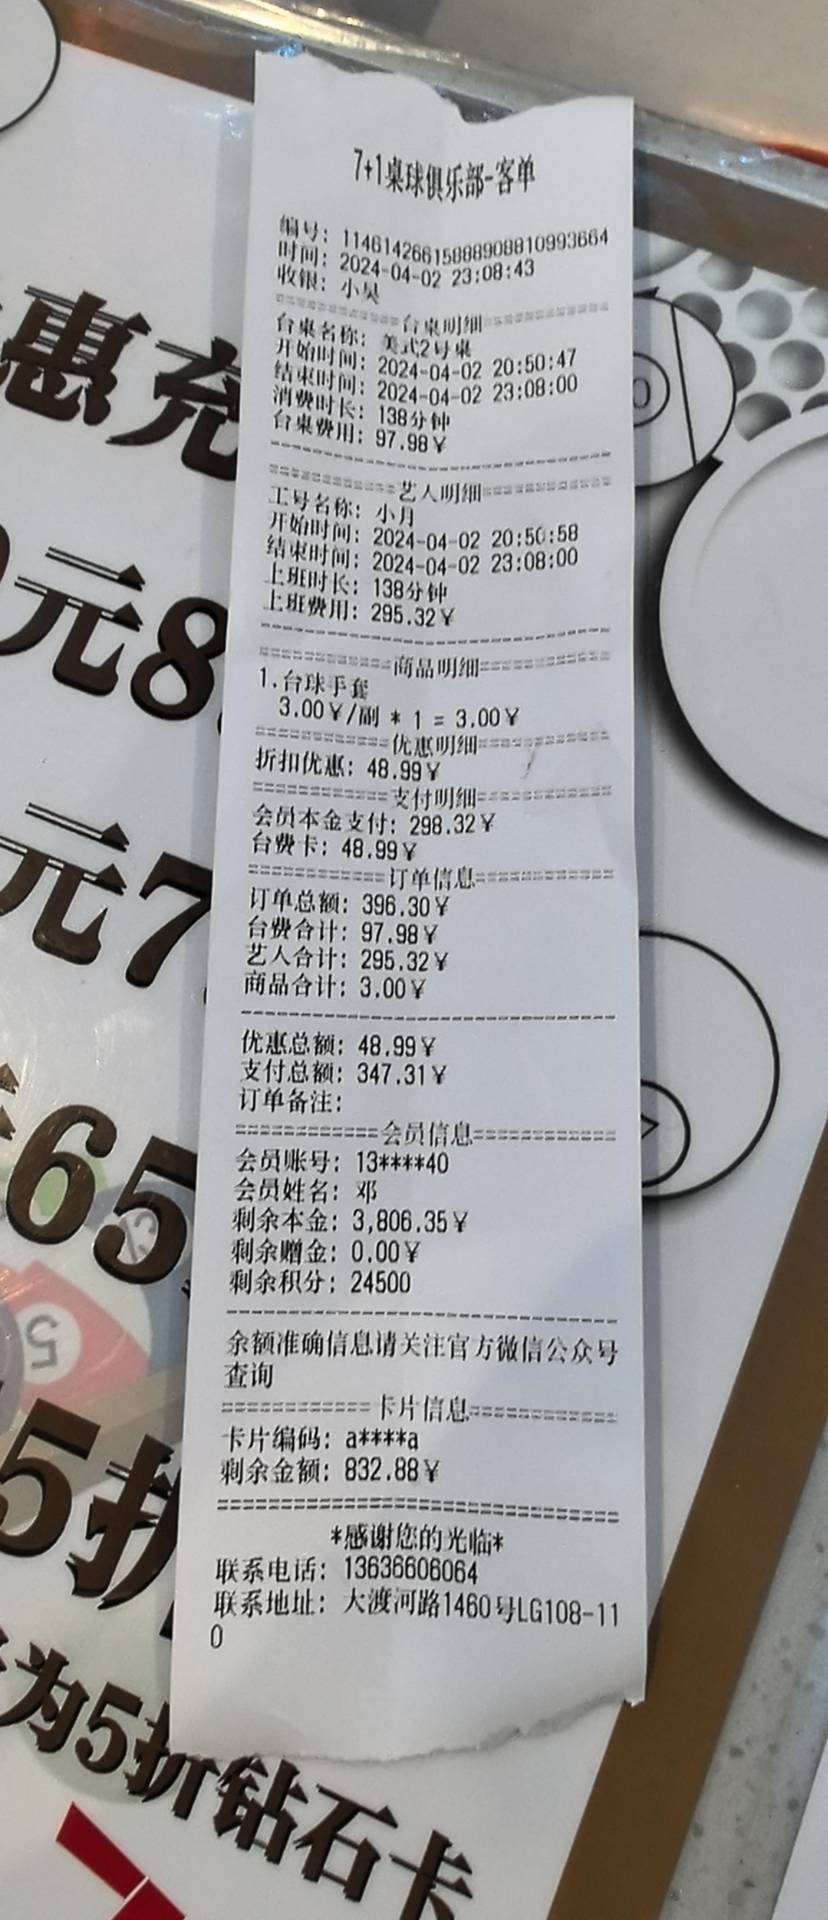 7+1桌球俱乐部-客单
编号: 1146142661588890881099366​4
时间: 2024-04-02 23:08:43
收银: 小昊
============台桌明细============
台桌名称: 美式2号桌
开始时间: 2024-04-02 20:50:47
结束时间: 2024-04-02 23:08:00
消费时长: 138分钟
台桌费用: 97.98¥
============艺人明细============
工号名称: 小月
开始时间: 2024-04-02 20:50:58
结束时间: 2024-04-02 23:08:00
上班时长: 138分钟
上班费用: 295.32¥
============商品明细============
1.台球手套
3.00¥/副 * 1 = 3.00¥
============优惠明细============
折扣优惠: 48.99¥
============支付明细============
会员本金支付: 298.32¥
台费卡: 48.99¥
============订单信息============
订单总额: 396.30¥
台费合计: 97.98¥
艺人合计: 295.32¥
商品合计: 3.00¥
优惠总额: 48.99¥
支付总额: 347.31¥
订单备注:
============会员信息============
会员账号: 13****40
会员姓名: 邓
剩余本金: 3,806.35¥
剩余赠金: 0.00¥
剩余积分: 24500
余额准确信息请关注官方微信公众号
查询
============卡片信息============
卡片编码: a****a
剩余金额: 832.88¥
*感谢您的光临*
联系电话: 13636606064
联系地址: 大渡河路1460号LG108-11
0
惠充
元8
元7
65
5折
为5折钻石卡
5